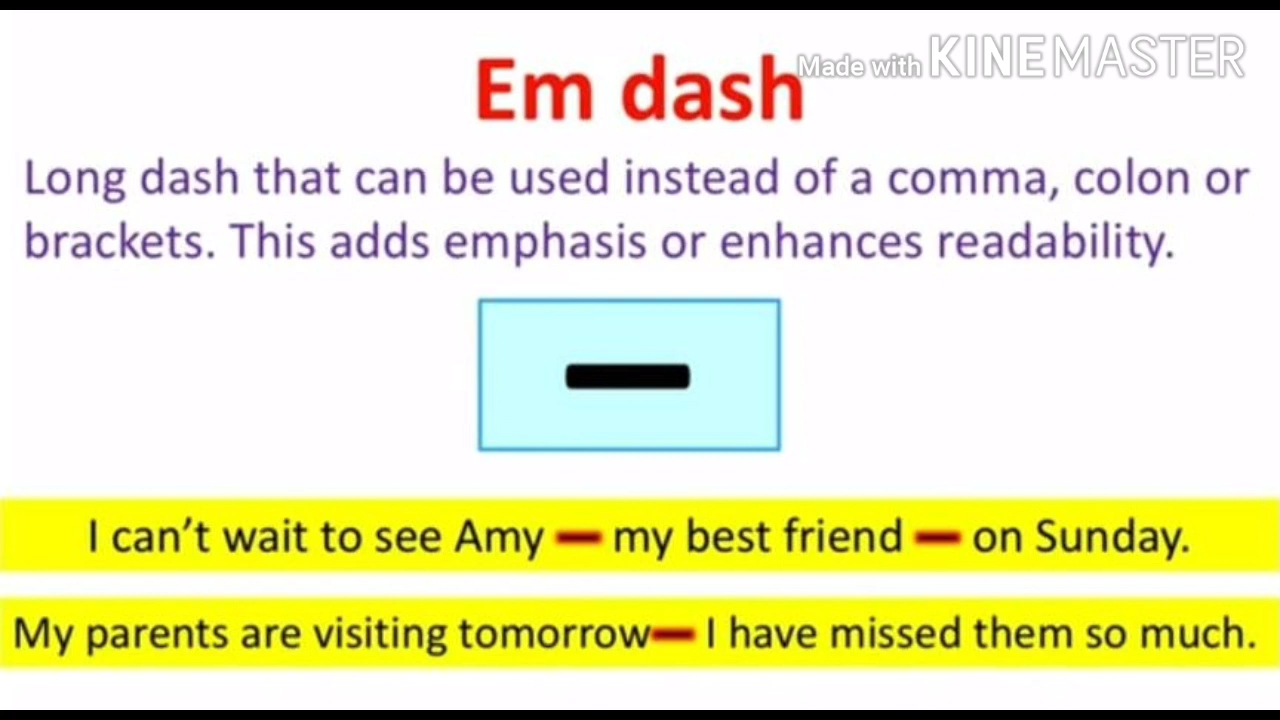 Made with KINEMASTER
Em dash
Long dash that can be used instead of a comma, colon or
brackets. This adds emphasis or enhances readability.
—
I can’t wait to see Amy — my best friend — on Sunday.
My parents are visiting tomorrow— I have missed them so much.